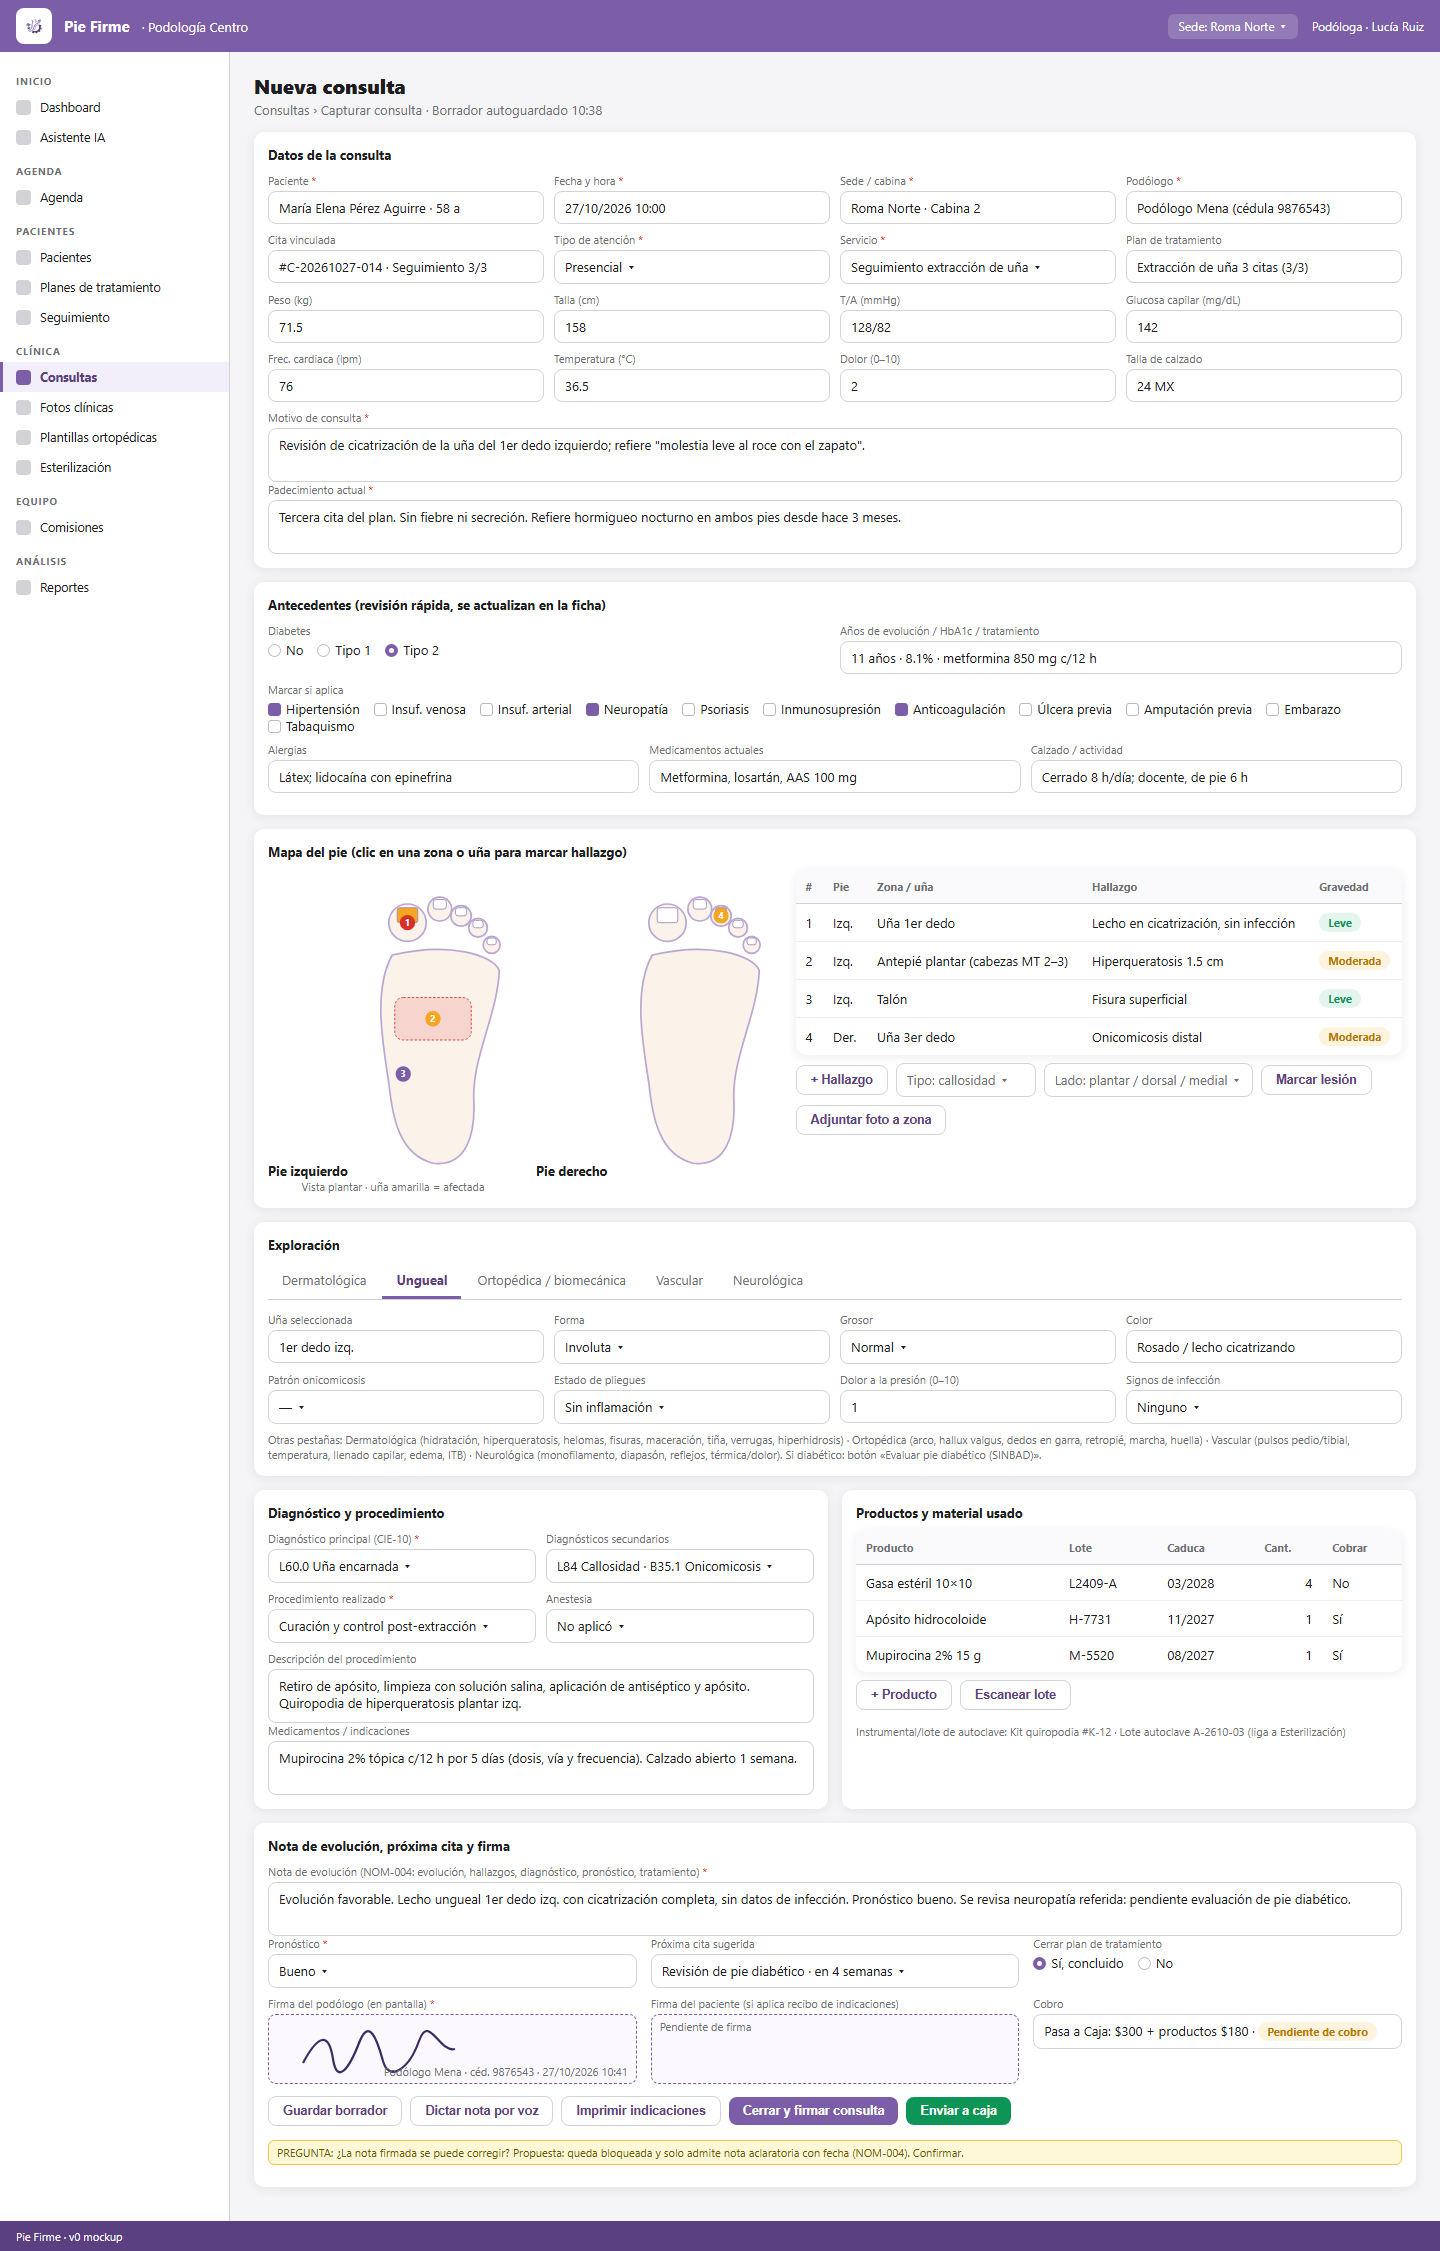 Pie Firme · Podología Centro
Sede: Roma Norte ▾
Podóloga · Lucía Ruiz
INICIO
Dashboard
Asistente IA
AGENDA
Agenda
PACIENTES
Pacientes
Planes de tratamiento
Seguimiento
CLÍNICA
Consultas
Fotos clínicas
Plantillas ortopédicas
Esterilización
EQUIPO
Comisiones
ANÁLISIS
Reportes
Nueva consulta
Consultas › Capturar consulta · Borrador autoguardado 10:38
Datos de la consulta
Paciente * Fecha y hora * Sede / cabina * Podólogo *
María Elena Pérez Aguirre · 58 a 27/10/2026 10:00 Roma Norte · Cabina 2 Podólogo Mena (cédula 9876543)
Cita vinculada Tipo de atención * Servicio * Plan de tratamiento
#C-20261027-014 · Seguimiento 3/3 Presencial ▾ Seguimiento extracción de uña ▾ Extracción de uña 3 citas (3/3)
Peso (kg) Talla (cm) T/A (mmHg) Glucosa capilar (mg/dL)
71.5 158 128/82 142
Frec. cardiaca (lpm) Temperatura (°C) Dolor (0–10) Talla de calzado
76 36.5 2 24 MX
Motivo de consulta *
Revisión de cicatrización de la uña del 1er dedo izquierdo; refiere "molestia leve al roce con el zapato".
Padecimiento actual *
Tercera cita del plan. Sin fiebre ni secreción. Refiere hormigueo nocturno en ambos pies desde hace 3 meses.
Antecedentes (revisión rápida, se actualizan en la ficha)
Diabetes Años de evolución / HbA1c / tratamiento
No Tipo 1 Tipo 2 11 años · 8.1% · metformina 850 mg c/12 h
Marcar si aplica
Hipertensión Insuf. venosa Insuf. arterial Neuropatía Psoriasis Inmunosupresión Anticoagulación Úlcera previa Amputación previa Embarazo
Tabaquismo
Alergias Medicamentos actuales Calzado / actividad
Látex; lidocaína con epinefrina Metformina, losartán, AAS 100 mg Cerrado 8 h/día; docente, de pie 6 h
Mapa del pie (clic en una zona o uña para marcar hallazgo)
1
2
3
Pie izquierdo
Vista plantar · uña amarilla = afectada
4
Pie derecho
# Pie Zona / uña Hallazgo Gravedad
1 Izq. Uña 1er dedo Lecho en cicatrización, sin infección Leve
2 Izq. Antepié plantar (cabezas MT 2–3) Hiperqueratosis 1.5 cm Moderada
3 Izq. Talón Fisura superficial Leve
4 Der. Uña 3er dedo Onicomicosis distal Moderada
+ Hallazgo Tipo: callosidad ▾ Lado: plantar / dorsal / medial ▾ Marcar lesión
Adjuntar foto a zona
Exploración
Dermatológica Ungueal Ortopédica / biomecánica Vascular Neurológica
Uña seleccionada Forma Grosor Color
1er dedo izq. Involuta ▾ Normal ▾ Rosado / lecho cicatrizando
Patrón onicomicosis Estado de pliegues Dolor a la presión (0–10) Signos de infección
— ▾ Sin inflamación ▾ 1 Ninguno ▾
Otras pestañas: Dermatológica (hidratación, hiperqueratosis, helomas, fisuras, maceración, tiña, verrugas, hiperhidrosis) · Ortopédica (arco, hallux valgus, dedos en garra, retropié, marcha, huella) · Vascular (pulsos pedio/tibial,
temperatura, llenado capilar, edema, ITB) · Neurológica (monofilamento, diapasón, reflejos, térmica/dolor). Si diabético: botón «Evaluar pie diabético (SINBAD)».
Diagnóstico y procedimiento
Diagnóstico principal (CIE-10) * Diagnósticos secundarios
L60.0 Uña encarnada ▾ L84 Callosidad · B35.1 Onicomicosis ▾
Procedimiento realizado * Anestesia
Curación y control post-extracción ▾ No aplicó ▾
Descripción del procedimiento
Retiro de apósito, limpieza con solución salina, aplicación de antiséptico y apósito.
Quiropodia de hiperqueratosis plantar izq.
Medicamentos / indicaciones
Mupirocina 2% tópica c/12 h por 5 días (dosis, vía y frecuencia). Calzado abierto 1 semana.
Productos y material usado
Producto Lote Caduca Cant. Cobrar
Gasa estéril 10×10 L2409-A 03/2028 4 No
Apósito hidrocoloide H-7731 11/2027 1 Sí
Mupirocina 2% 15 g M-5520 08/2027 1 Sí
+ Producto Escanear lote
Instrumental/lote de autoclave: Kit quiropodia #K-12 · Lote autoclave A-2610-03 (liga a Esterilización)
Nota de evolución, próxima cita y firma
Nota de evolución (NOM-004: evolución, hallazgos, diagnóstico, pronóstico, tratamiento) *
Evolución favorable. Lecho ungueal 1er dedo izq. con cicatrización completa, sin datos de infección. Pronóstico bueno. Se revisa neuropatía referida: pendiente evaluación de pie diabético.
Pronóstico * Próxima cita sugerida Cerrar plan de tratamiento
Bueno ▾ Revisión de pie diabético · en 4 semanas ▾ Sí, concluido No
Firma del podólogo (en pantalla) * Firma del paciente (si aplica recibo de indicaciones) Cobro
Podólogo Mena · céd. 9876543 · 27/10/2026 10:41
Pendiente de firma
Pasa a Caja: $300 + productos $180 · Pendiente de cobro
Guardar borrador Dictar nota por voz Imprimir indicaciones Cerrar y firmar consulta Enviar a caja
PREGUNTA: ¿La nota firmada se puede corregir? Propuesta: queda bloqueada y solo admite nota aclaratoria con fecha (NOM-004). Confirmar.
Pie Firme · v0 mockup